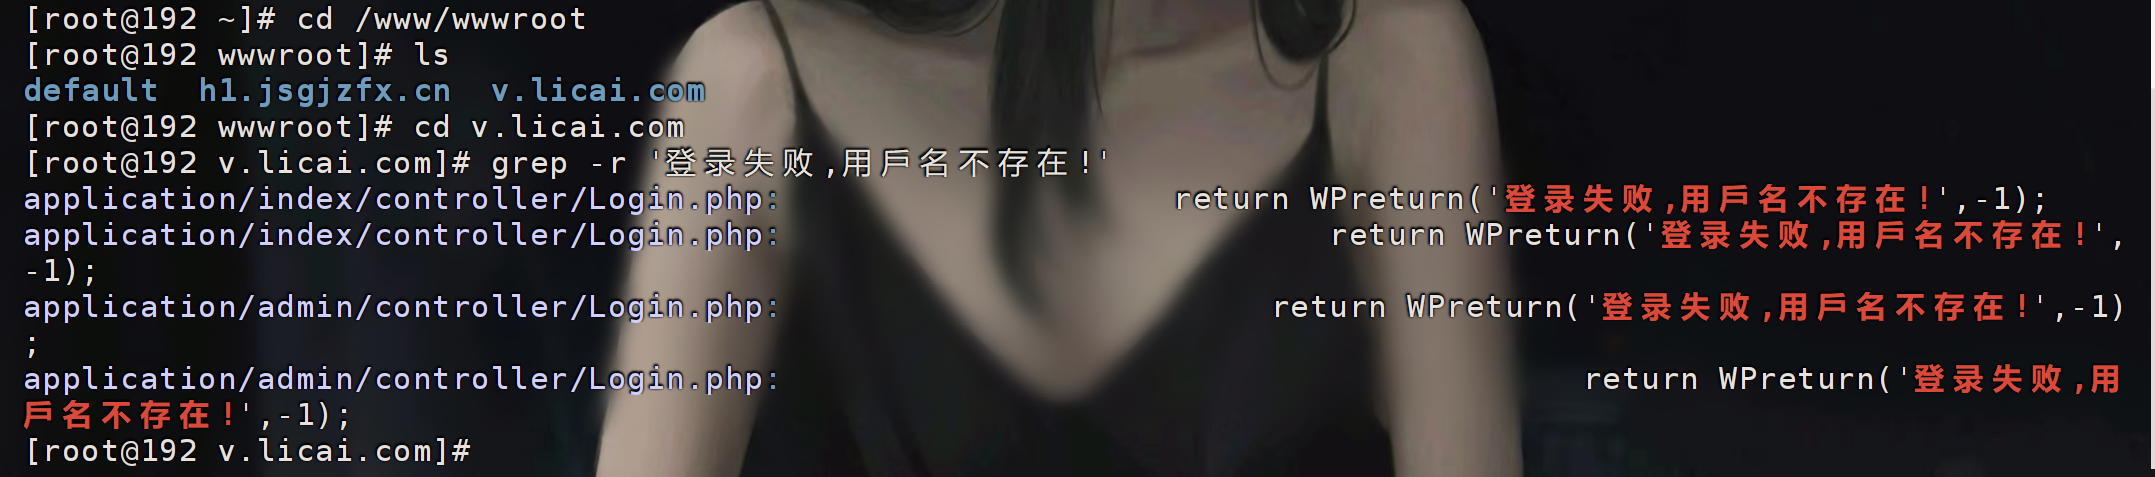 [root@192 ~]# cd /www/wwwroot
[root@192 wwwroot]# ls
default  h1.jsgjzfx.cn  v.licai.com
[root@192 wwwroot]# cd v.licai.com
[root@192 v.licai.com]# grep -r '登录失败,用戶名不存在!'
application/index/controller/Login.php:                    return WPreturn('登录失败,用戶名不存在!',-1);
application/index/controller/Login.php:                            return WPreturn('登录失败,用戶名不存在!',
-1);
application/admin/controller/Login.php:                         return WPreturn('登录失败,用戶名不存在!',-1)
;
application/admin/controller/Login.php:                                         return WPreturn('登录失败,用
戶名不存在!',-1);
[root@192 v.licai.com]#